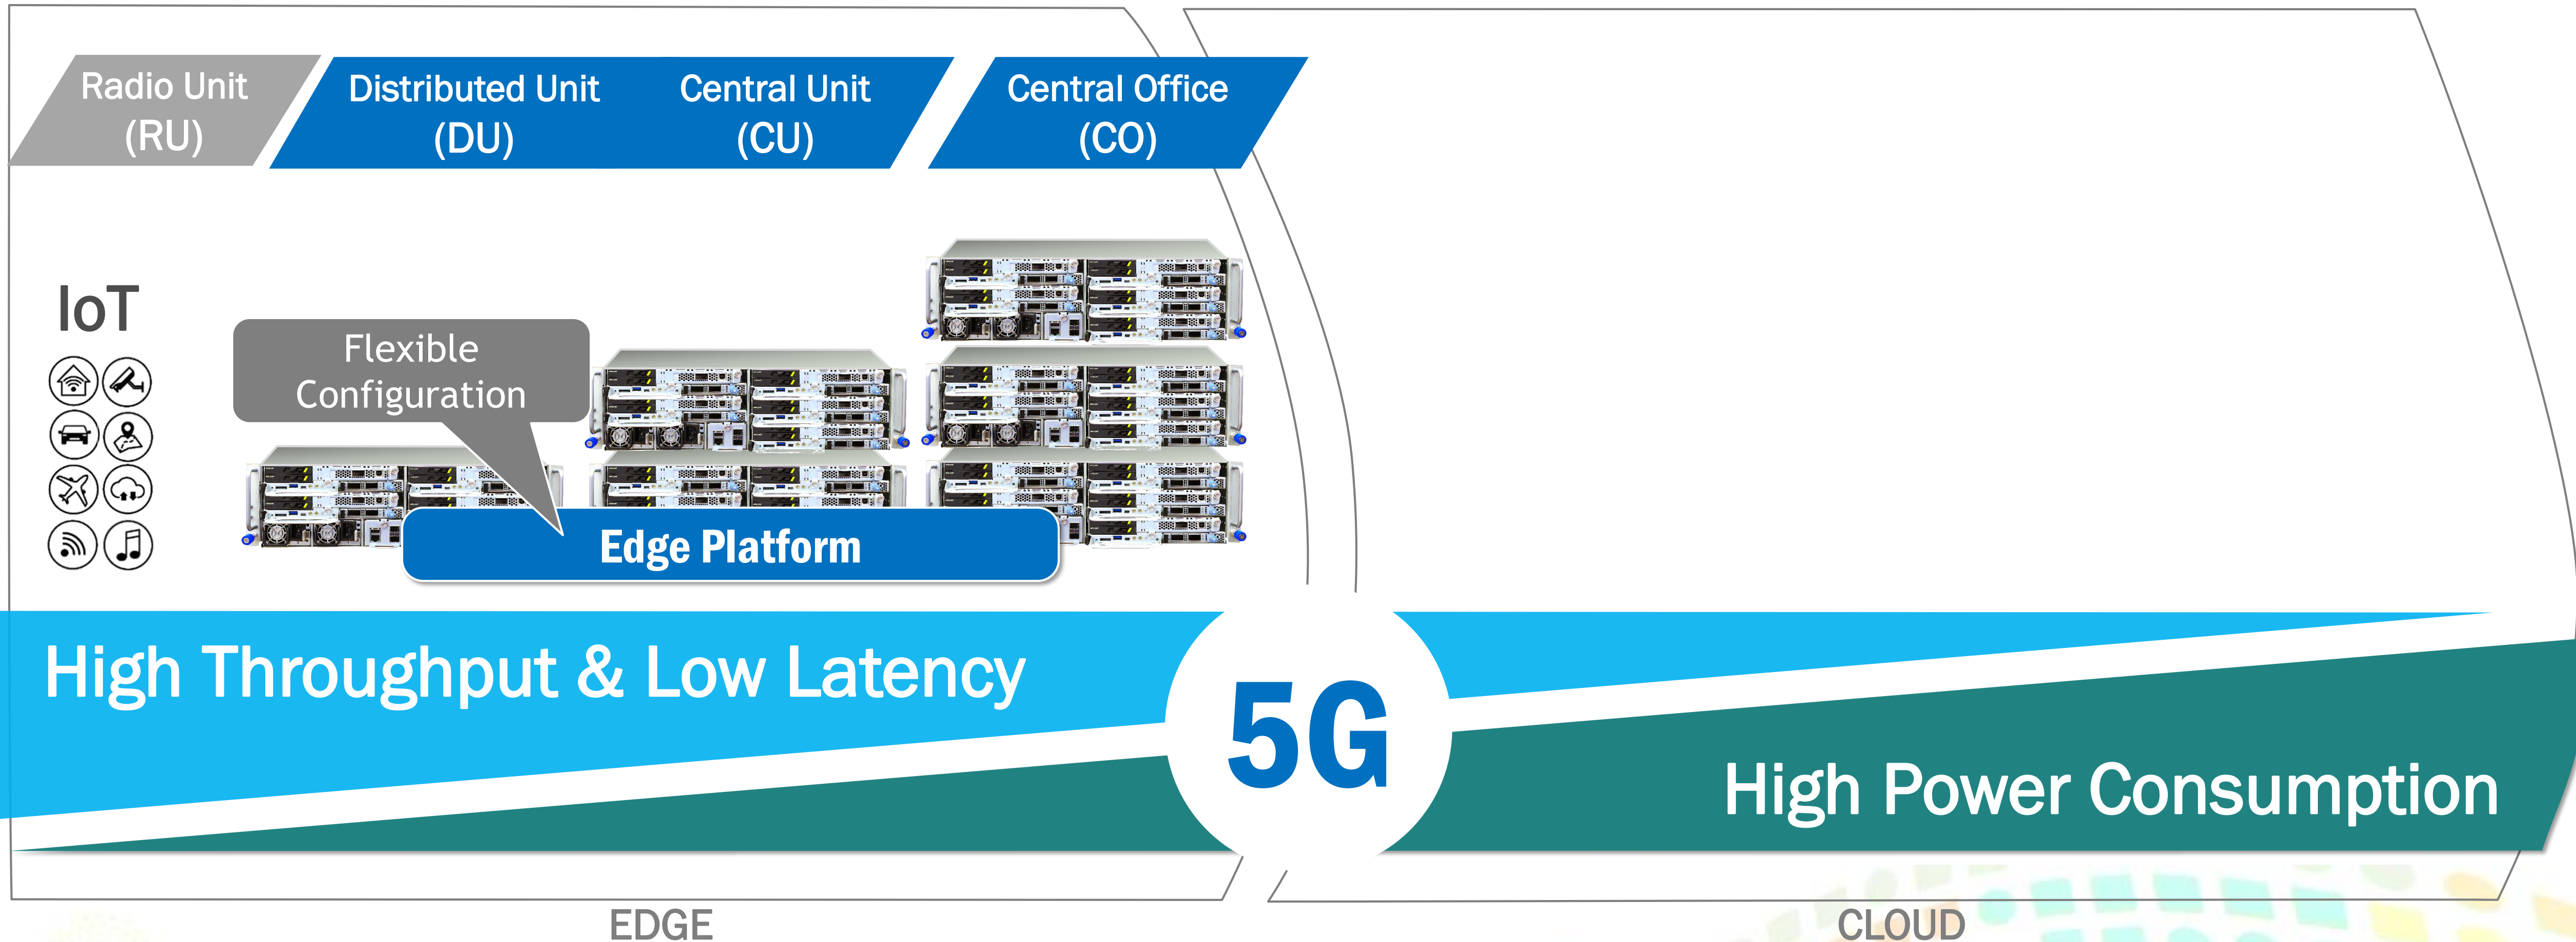 Radio Unit
(RU)
Distributed Unit
(DU)
Central Unit
(CU)
Central Office
(CO)
IoT
Flexible
Configuration
Edge Platform
High Throughput & Low Latency
5G
High Power Consumption
EDGE
CLOUD